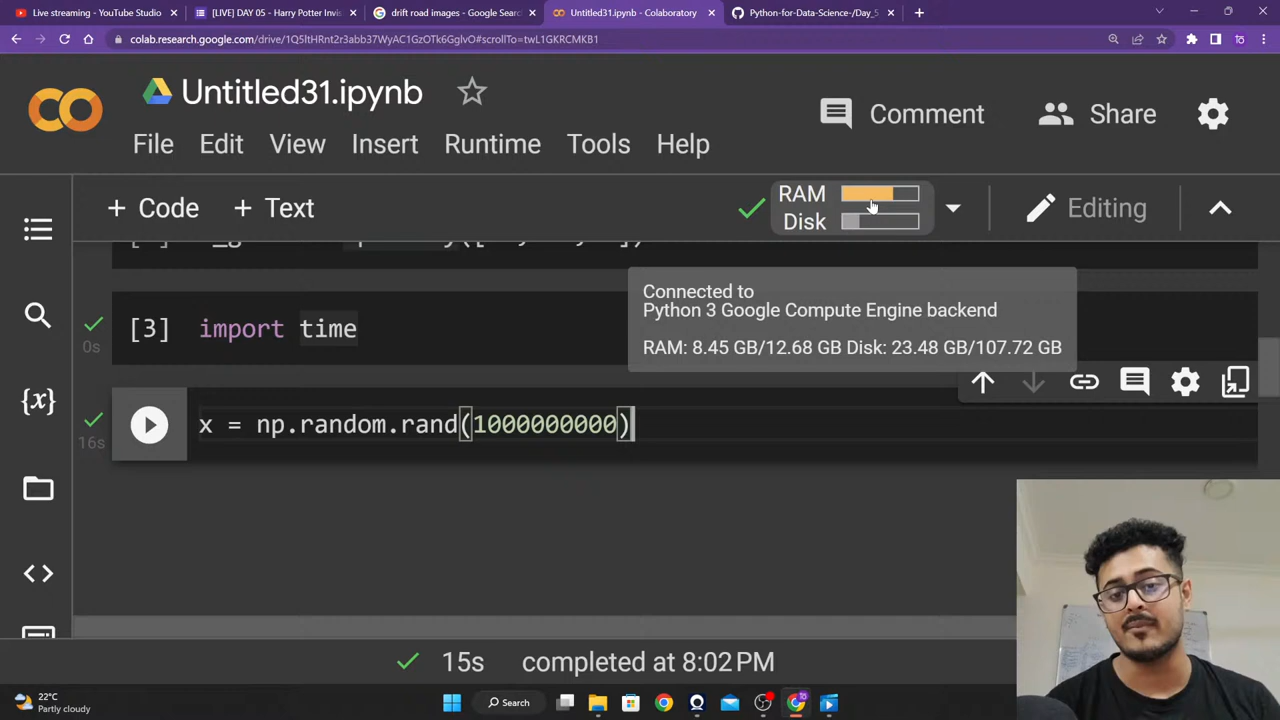 Live streaming - YouTube Studio
[LIVE] DAY 05 - Harry Potter Invis
drift road images - Google Search
Untitled31.ipynb - Colaboratory
Python-for-Data-Science-/Day_5
colab.research.google.com/drive/1Q5ltHRnt2r3abb37WyAC1GzOTk6GglvO#scrollTo=twL1GKRCMKB1
Untitled31.ipynb
Comment
Share
File Edit View Insert Runtime Tools Help
+ Code + Text
RAM
Disk
Editing
Connected to
Python 3 Google Compute Engine backend
RAM: 8.45 GB/12.68 GB Disk: 23.48 GB/107.72 GB
[3] import time
0s
{x}
x = np.random.rand(1000000000)
16s
15s completed at 8:02 PM
22°C
Partly cloudy
Search